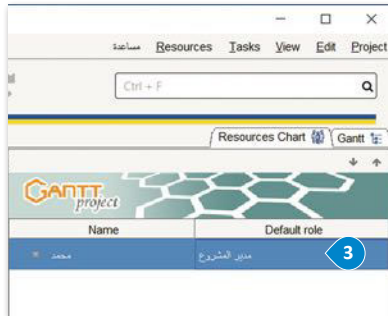 Project Edit View Tasks Resources مساعدة
Ctrl + F
Gantt Resources Chart
GANTT project
Name Default role
محمد مدير المشروع 3